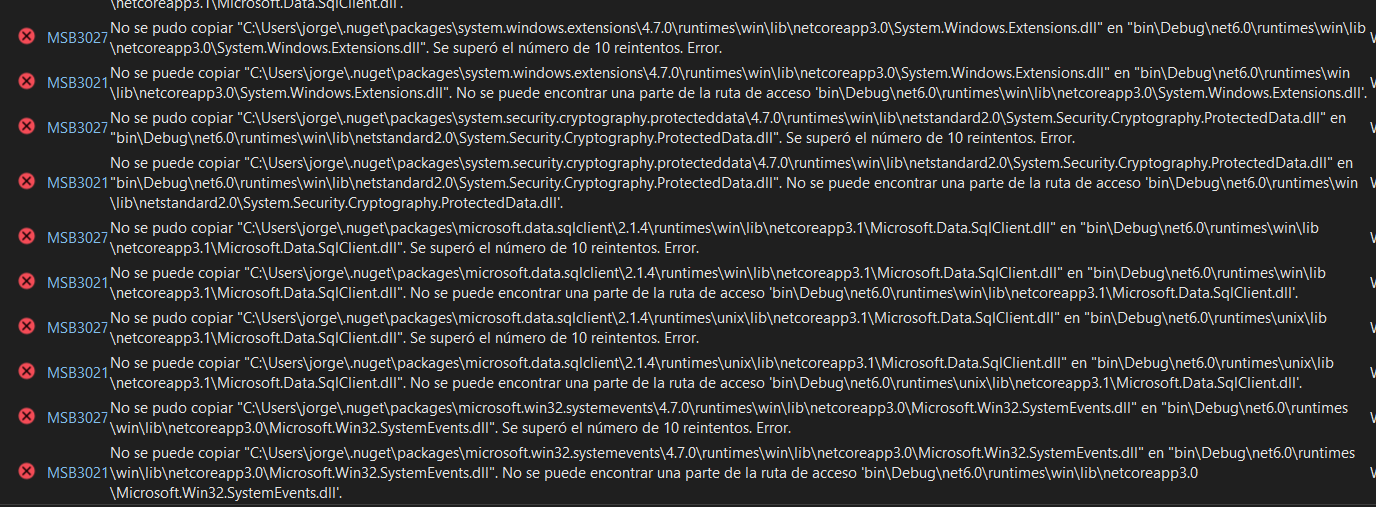 \netcoreapp3.1\Microsoft.Data.SqlClient.dll'.
No se pudo copiar "C:\Users\jorge\.nuget\packages\system.windows.extensions\4.7.0\runtimes\win\lib\netcoreapp3.0\System.Windows.Extensions.dll" en "bin\Debug\net6.0\runtimes\win\lib
MSB3027
\netcoreapp3.0\System.Windows.Extensions.dll". Se superó el número de 10 reintentos. Error.
No se puede copiar "C:\Users\jorge\.nuget\packages\system.windows.extensions\4.7.0\runtimes\win\lib\netcoreapp3.0\System.Windows.Extensions.dll" en "bin\Debug\net6.0\runtimes\win
MSB3021
\lib\netcoreapp3.0\System.Windows.Extensions.dll". No se puede encontrar una parte de la ruta de acceso 'bin\Debug\net6.0\runtimes\win\lib\netcoreapp3.0\System.Windows.Extensions.dll'.
No se pudo copiar "C:\Users\jorge\.nuget\packages\system.security.cryptography.protecteddata\4.7.0\runtimes\win\lib\netstandard2.0\System.Security.Cryptography.ProtectedData.dll" en
MSB3027
"bin\Debug\net6.0\runtimes\win\lib\netstandard2.0\System.Security.Cryptography.ProtectedData.dll". Se superó el número de 10 reintentos. Error.
No se puede copiar "C:\Users\jorge\.nuget\packages\system.security.cryptography.protecteddata\4.7.0\runtimes\win\lib\netstandard2.0\System.Security.Cryptography.ProtectedData.dll" en
MSB3021
"bin\Debug\net6.0\runtimes\win\lib\netstandard2.0\System.Security.Cryptography.ProtectedData.dll". No se puede encontrar una parte de la ruta de acceso 'bin\Debug\net6.0\runtimes\win
\lib\netstandard2.0\System.Security.Cryptography.ProtectedData.dll'.
No se pudo copiar "C:\Users\jorge\.nuget\packages\microsoft.data.sqlclient\2.1.4\runtimes\win\lib\netcoreapp3.1\Microsoft.Data.SqlClient.dll" en "bin\Debug\net6.0\runtimes\win\lib
MSB3027
\netcoreapp3.1\Microsoft.Data.SqlClient.dll". Se superó el número de 10 reintentos. Error.
No se puede copiar "C:\Users\jorge\.nuget\packages\microsoft.data.sqlclient\2.1.4\runtimes\win\lib\netcoreapp3.1\Microsoft.Data.SqlClient.dll" en "bin\Debug\net6.0\runtimes\win\lib
MSB3021
\netcoreapp3.1\Microsoft.Data.SqlClient.dll". No se puede encontrar una parte de la ruta de acceso 'bin\Debug\net6.0\runtimes\win\lib\netcoreapp3.1\Microsoft.Data.SqlClient.dll'.
No se pudo copiar "C:\Users\jorge\.nuget\packages\microsoft.data.sqlclient\2.1.4\runtimes\unix\lib\netcoreapp3.1\Microsoft.Data.SqlClient.dll" en "bin\Debug\net6.0\runtimes\unix\lib
MSB3027
\netcoreapp3.1\Microsoft.Data.SqlClient.dll". Se superó el número de 10 reintentos. Error.
No se puede copiar "C:\Users\jorge\.nuget\packages\microsoft.data.sqlclient\2.1.4\runtimes\unix\lib\netcoreapp3.1\Microsoft.Data.SqlClient.dll" en "bin\Debug\net6.0\runtimes\unix\lib
MSB3021
\netcoreapp3.1\Microsoft.Data.SqlClient.dll". No se puede encontrar una parte de la ruta de acceso 'bin\Debug\net6.0\runtimes\unix\lib\netcoreapp3.1\Microsoft.Data.SqlClient.dll'.
No se pudo copiar "C:\Users\jorge\.nuget\packages\microsoft.win32.systemevents\4.7.0\runtimes\win\lib\netcoreapp3.0\Microsoft.Win32.SystemEvents.dll" en "bin\Debug\net6.0\runtimes
MSB3027
\win\lib\netcoreapp3.0\Microsoft.Win32.SystemEvents.dll". Se superó el número de 10 reintentos. Error.
No se puede copiar "C:\Users\jorge\.nuget\packages\microsoft.win32.systemevents\4.7.0\runtimes\win\lib\netcoreapp3.0\Microsoft.Win32.SystemEvents.dll" en "bin\Debug\net6.0\runtimes
MSB3021
\win\lib\netcoreapp3.0\Microsoft.Win32.SystemEvents.dll". No se puede encontrar una parte de la ruta de acceso 'bin\Debug\net6.0\runtimes\win\lib\netcoreapp3.0
\Microsoft.Win32.SystemEvents.dll'.